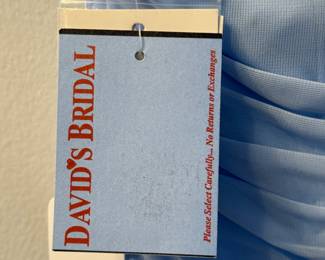 DAVID'S BRIDAL
Please Select Carefully... No Returns or Exchanges